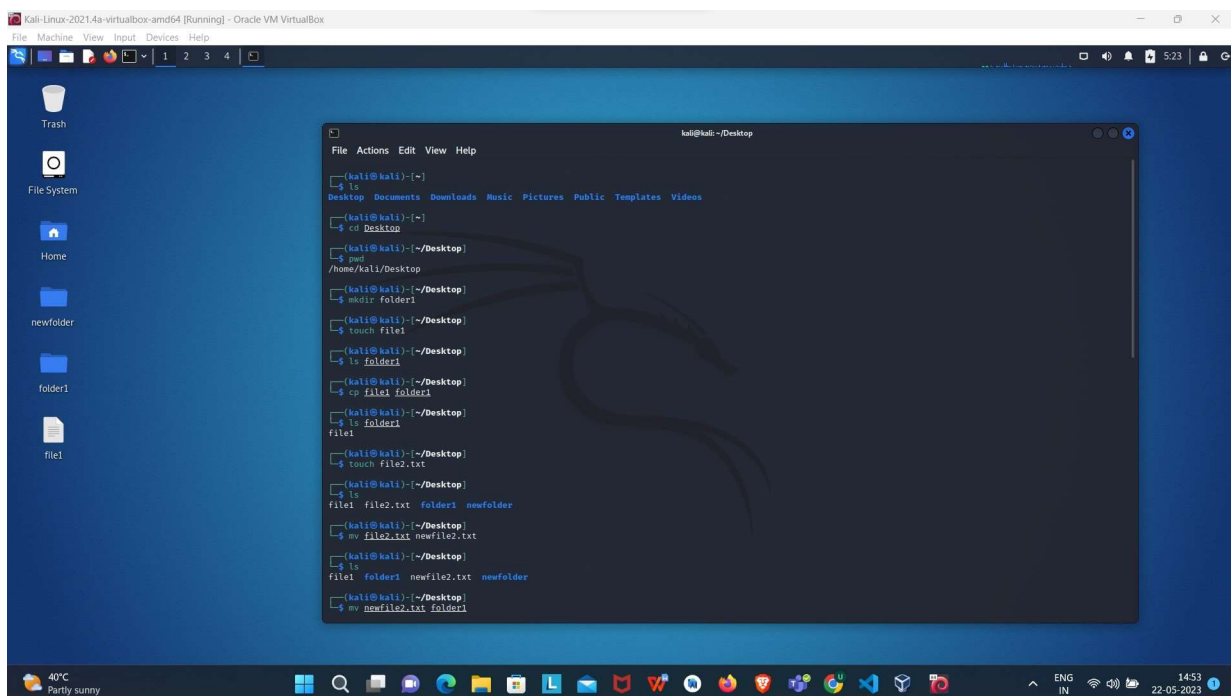 Kali-Linux-2021.4a-virtualbox-amd64 [Running] - Oracle VM VirtualBox
File Machine View Input Devices Help
1 2 3 4
5:23
Trash
File System
Home
newfolder
folder1
file1
kali@kali: ~/Desktop
File Actions Edit View Help
┌──(kali㉿kali)-[~]
└─$ ls
Desktop Documents Downloads Music Pictures Public Templates Videos
┌──(kali㉿kali)-[~]
└─$ cd Desktop
┌──(kali㉿kali)-[~/Desktop]
└─$ pwd
/home/kali/Desktop
┌──(kali㉿kali)-[~/Desktop]
└─$ mkdir folder1
┌──(kali㉿kali)-[~/Desktop]
└─$ touch file1
┌──(kali㉿kali)-[~/Desktop]
└─$ ls folder1
┌──(kali㉿kali)-[~/Desktop]
└─$ cp file1 folder1
┌──(kali㉿kali)-[~/Desktop]
└─$ ls folder1
file1
┌──(kali㉿kali)-[~/Desktop]
└─$ touch file2.txt
┌──(kali㉿kali)-[~/Desktop]
└─$ ls
file1 file2.txt folder1 newfolder
┌──(kali㉿kali)-[~/Desktop]
└─$ mv file2.txt newfile2.txt
┌──(kali㉿kali)-[~/Desktop]
└─$ ls
file1 folder1 newfile2.txt newfolder
┌──(kali㉿kali)-[~/Desktop]
└─$ mv newfile2.txt folder1
40°C
Partly sunny
ENG
IN
14:53
22-05-2023
1